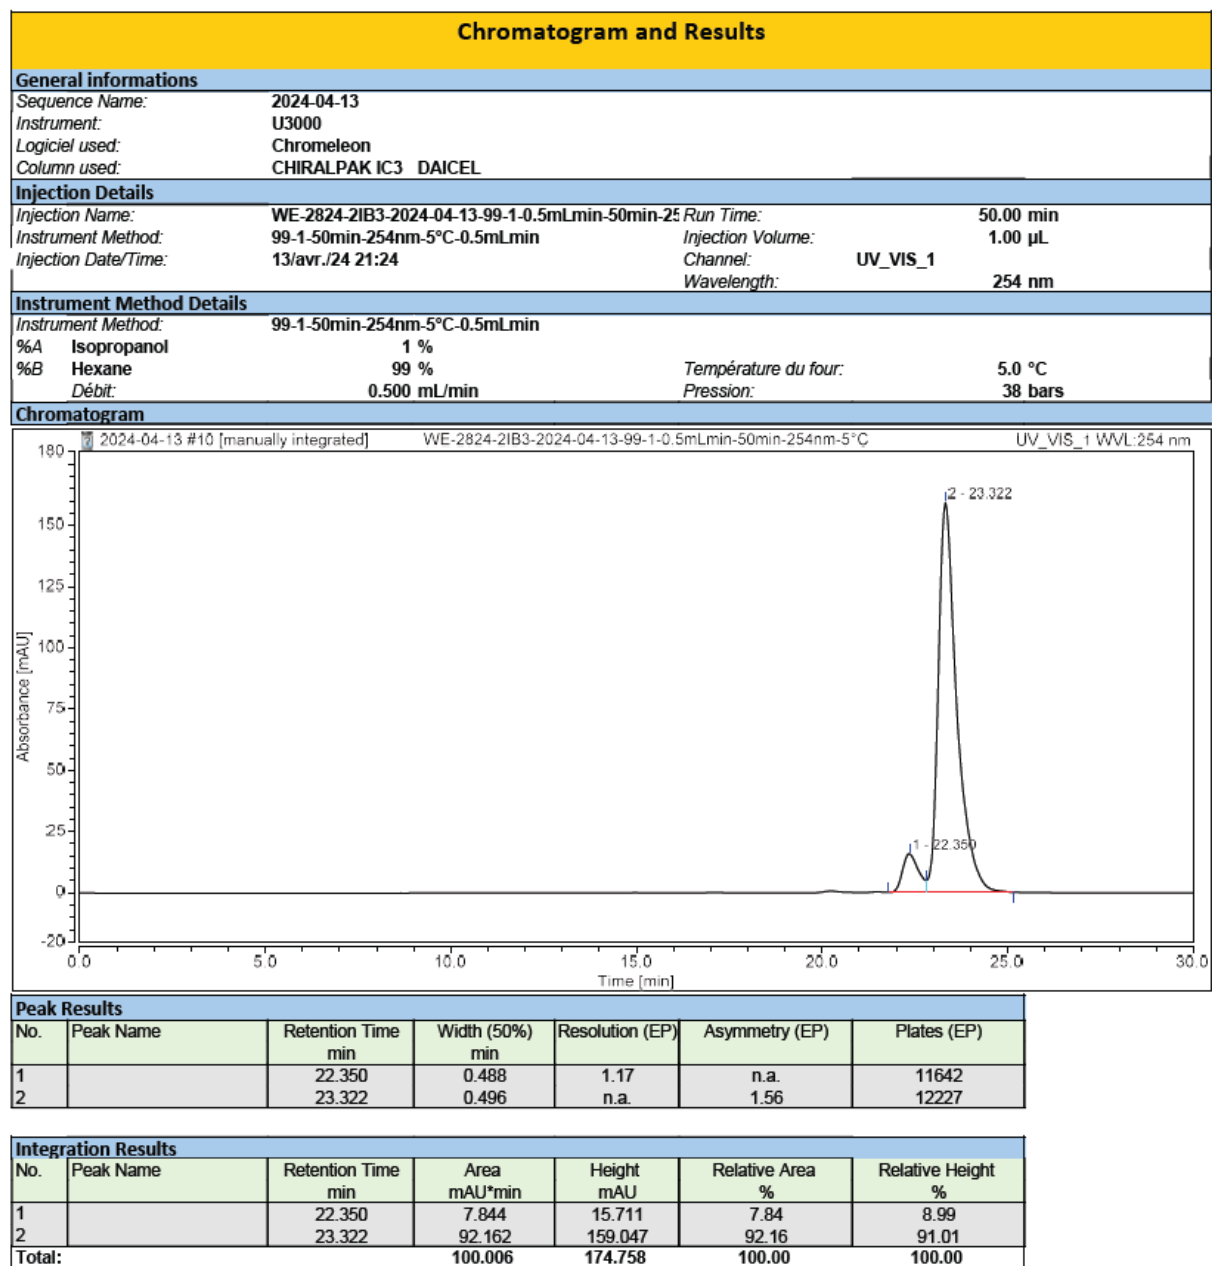 Chromatogram and Results
General informations
Sequence Name: 2024-04-13
Instrument: U3000
Logiciel used: Chromeleon
Column used: CHIRALPAK IC3 DAICEL
Injection Details
Injection Name: WE-2824-2IB3-2024-04-13-99-1-0.5mLmin-50min-25 Run Time: 50.00 min
Instrument Method: 99-1-50min-254nm-5°C-0.5mLmin Injection Volume: 1.00 µL
Injection Date/Time: 13/avr./24 21:24 Channel: UV_VIS_1
Wavelength: 254 nm
Instrument Method Details
Instrument Method: 99-1-50min-254nm-5°C-0.5mLmin
%A Isopropanol 1 %
%B Hexane 99 % Température du four: 5.0 °C
Débit: 0.500 mL/min Pression: 38 bars
Chromatogram
2024-04-13 #10 [manually integrated] WE-2824-2IB3-2024-04-13-99-1-0.5mLmin-50min-254nm-5°C UV_VIS_1 WVL:254 nm
180
2 - 23.322
150
125
100
75
50
25
1 - 22.350
0
-20
Absorbance [mAU]
0.0 5.0 10.0 15.0 20.0 25.0 30.0
Time [min]
Peak Results
No. Peak Name Retention Time Width (50%) Resolution (EP) Asymmetry (EP) Plates (EP)
min min
1 22.350 0.488 1.17 n.a. 11642
2 23.322 0.496 n.a. 1.56 12227
Integration Results
No. Peak Name Retention Time Area Height Relative Area Relative Height
min mAU*min mAU % %
1 22.350 7.844 15.711 7.84 8.99
2 23.322 92.162 159.047 92.16 91.01
Total: 100.006 174.758 100.00 100.00